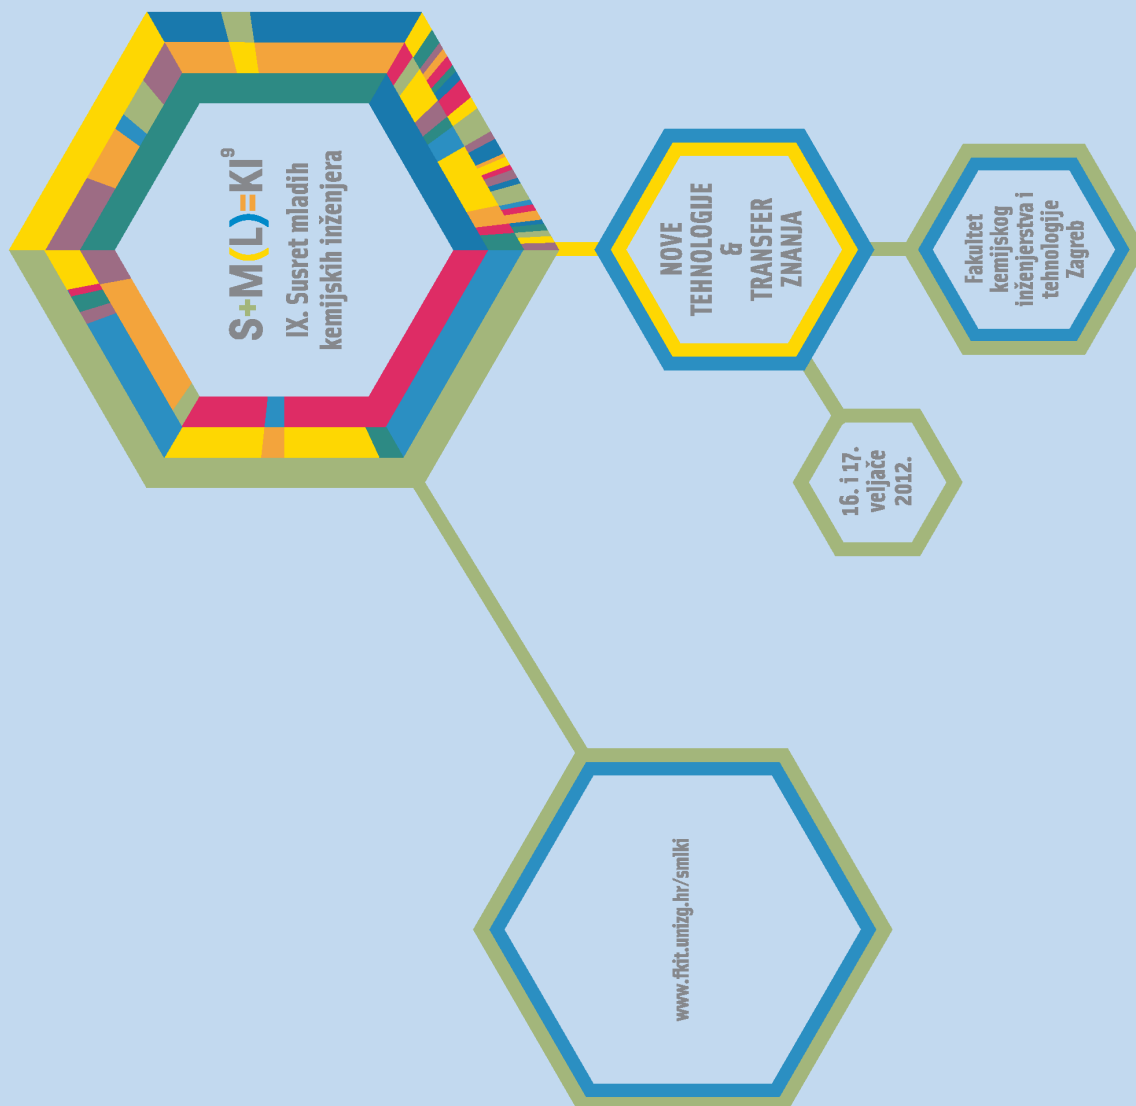 S+M(L)=KI⁹
IX. Susret mladih
kemijskih inženjera
NOVE
TEHNOLOGIJE
&
TRANSFER
ZNANJA
Fakultet
kemijskog
inženjerstva i
tehnologije
Zagreb
16. i 17.
veljače
2012.
www.fkit.unizg.hr/smlki